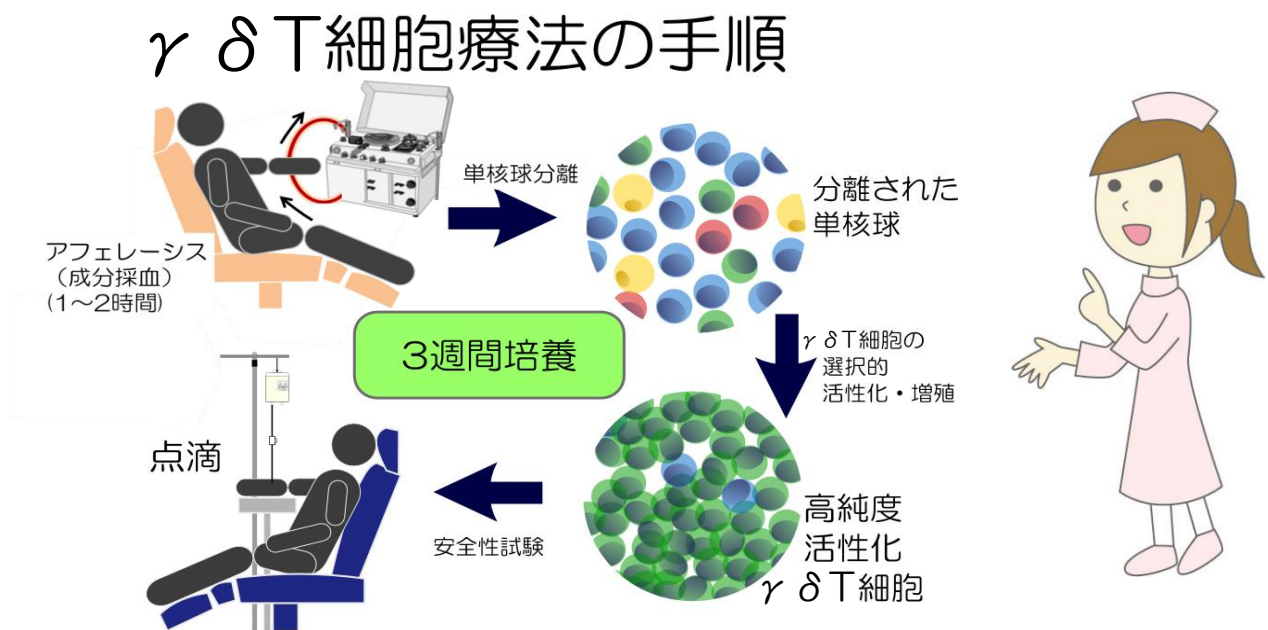 γδT細胞療法の手順
単核球分離
分離された
単核球
アフェレーシス
（成分採血）
(1～2時間)
3週間培養
γδT細胞の
選択的
活性化・増殖
点滴
安全性試験
高純度
活性化
γδT細胞